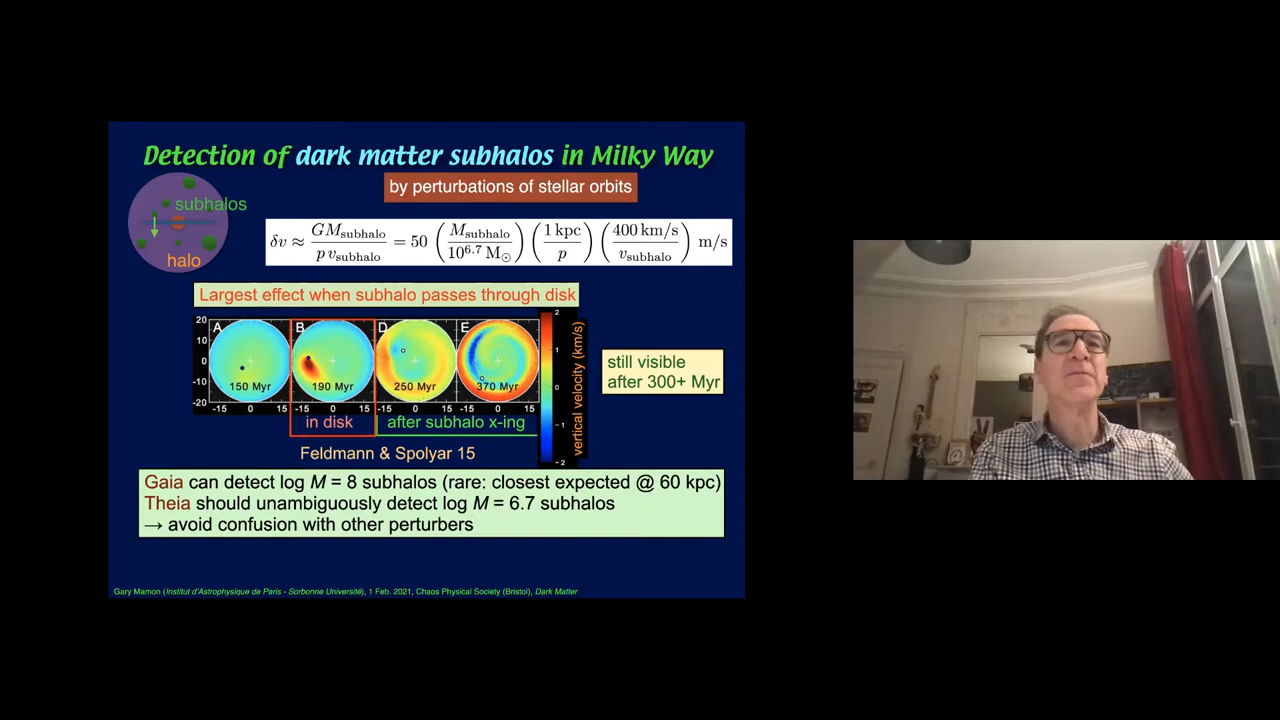 Detection of dark matter subhalos in Milky Way
by perturbations of stellar orbits
subhalos
halo
δv ≈ GM_subhalo / (p v_subhalo) = 50 (M_subhalo / 10^6.7 M_⊙) (1 kpc / p) (400 km/s / v_subhalo) m/s
Largest effect when subhalo passes through disk
20
10
0
-10
-20
A
B
D
E
150 Myr
190 Myr
250 Myr
370 Myr
-15 0 15 -15 0 15 -15 0 15 -15 0 15
2
1
0
-1
-2
vertical velocity (km/s)
in disk
after subhalo x-ing
still visible
after 300+ Myr
Feldmann & Spolyar 15
Gaia can detect log M = 8 subhalos (rare: closest expected @ 60 kpc)
Theia should unambiguously detect log M = 6.7 subhalos
→ avoid confusion with other perturbers
Gary Mamon (Institut d'Astrophysique de Paris - Sorbonne Université), 1 Feb. 2021, Chaos Physical Society (Bristol), Dark Matter